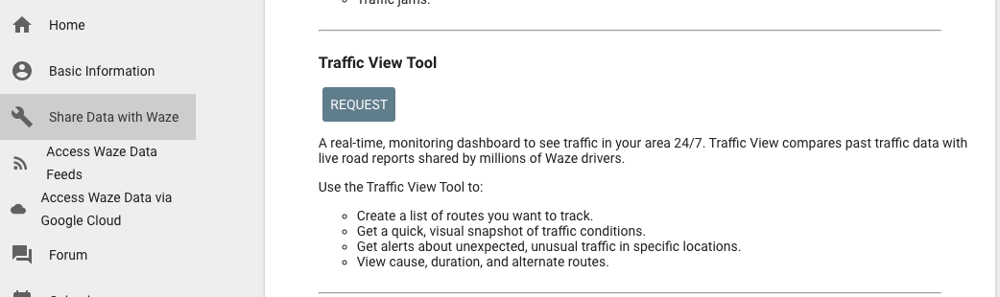 Traffic jams.
Home
Basic Information
Share Data with Waze
Access Waze Data
Feeds
Access Waze Data via
Google Cloud
Forum
Traffic View Tool
REQUEST
A real-time, monitoring dashboard to see traffic in your area 24/7. Traffic View compares past traffic data with
live road reports shared by millions of Waze drivers.
Use the Traffic View Tool to:
Create a list of routes you want to track.
Get a quick, visual snapshot of traffic conditions.
Get alerts about unexpected, unusual traffic in specific locations.
View cause, duration, and alternate routes.